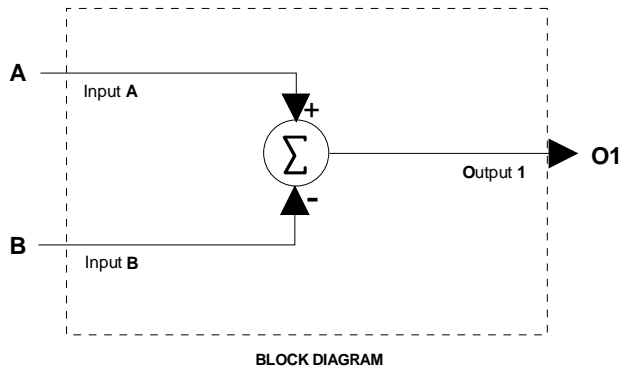 A
Input A
+
Σ
O1
Output 1
-
B
Input B
BLOCK DIAGRAM